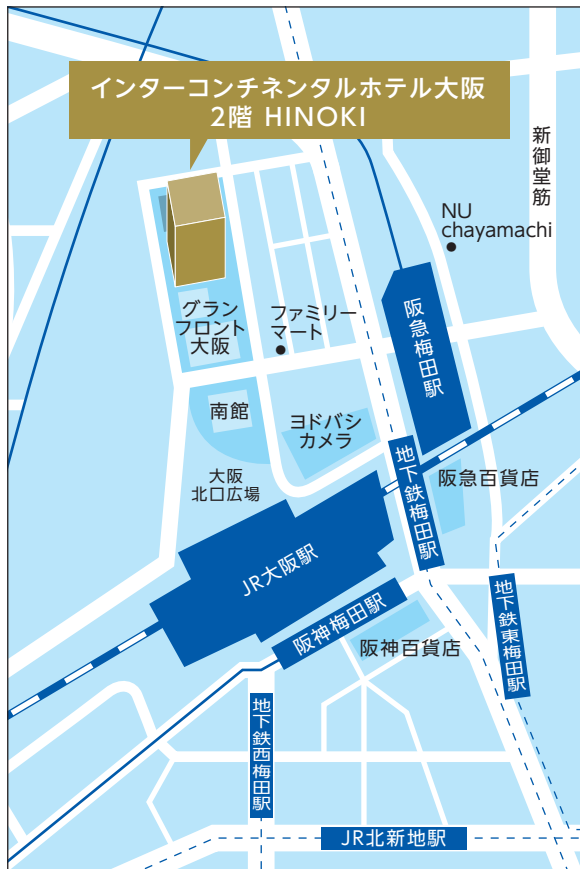 インターコンチネンタルホテル大阪
2階 HINOKI
新御堂筋
NU
chayamachi
グラン
フロント
大阪
ファミリー
マート
阪急梅田駅
南館
ヨドバシ
カメラ
大阪
北口広場
地下鉄梅田駅
阪急百貨店
JR大阪駅
阪神梅田駅
阪神百貨店
地下鉄東梅田駅
地下鉄西梅田駅
JR北新地駅